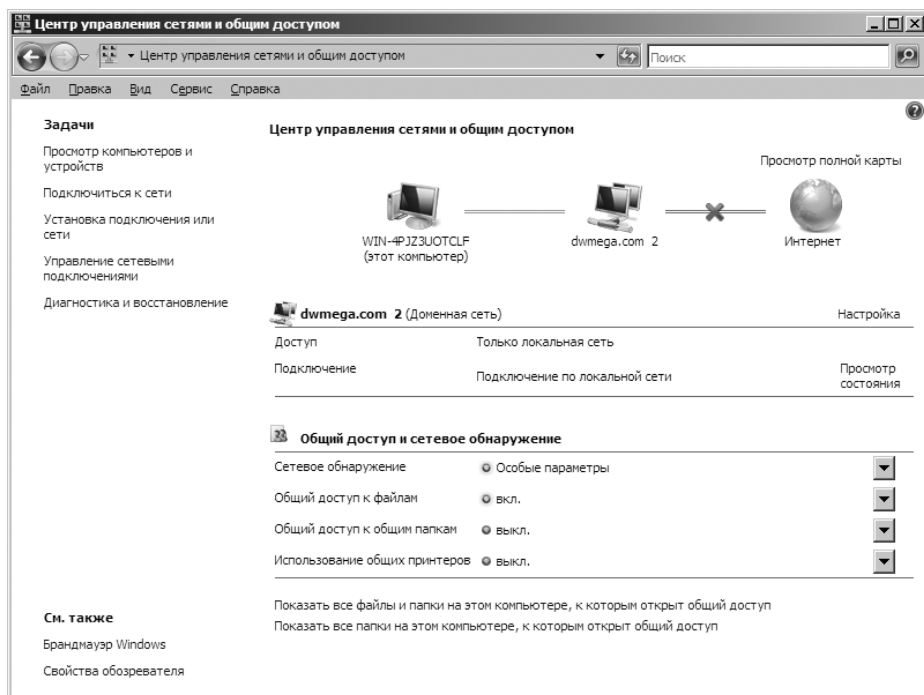 Центр управления сетями и общим доступом
Центр управления сетями и общим доступом
Поиск
Файл Правка Вид Сервис Справка
Задачи
Просмотр компьютеров и
устройств
Подключиться к сети
Установка подключения или
сети
Управление сетевыми
подключениями
Диагностика и восстановление
Центр управления сетями и общим доступом
Просмотр полной карты
WIN-4PJZ3UOTCLF
(этот компьютер)
dwmega.com 2
Интернет
dwmega.com 2 (Доменная сеть) Настройка
Доступ Только локальная сеть
Подключение Подключение по локальной сети Просмотр
состояния
Общий доступ и сетевое обнаружение
Сетевое обнаружение Особые параметры
Общий доступ к файлам вкл.
Общий доступ к общим папкам выкл.
Использование общих принтеров выкл.
Показать все файлы и папки на этом компьютере, к которым открыт общий доступ
Показать все папки на этом компьютере, к которым открыт общий доступ
См. также
Брандмауэр Windows
Свойства обозревателя